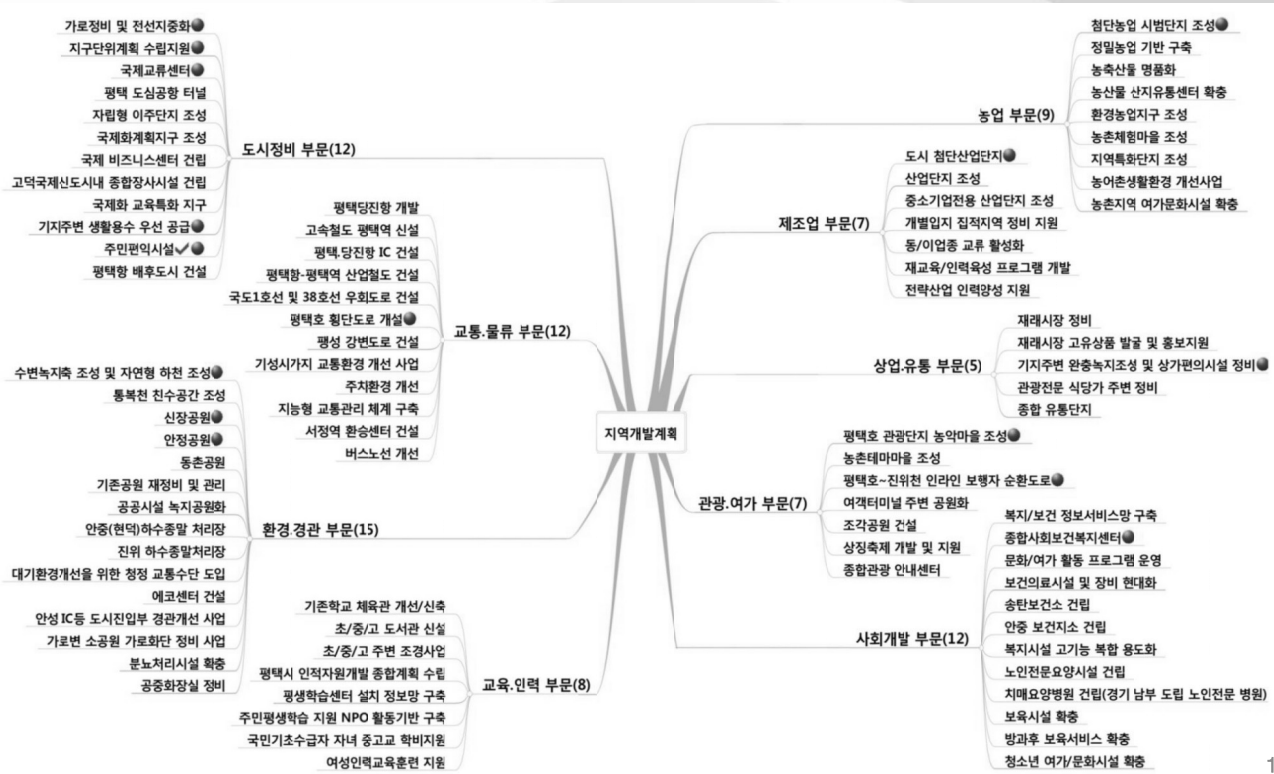 가로정비 및 전선지중화
지구단위계획 수립지원
국제교류센터
평택 도심공항 터널
자립형 이주단지 조성
국제화계획지구 조성
국제 비즈니스센터 건립
고덕국제신도시내 종합장사시설 건립
국제화 교육특화 지구
기지주변 생활용수 우선 공급
주민편익시설✓
평택항 배후도시 건설
도시정비 부문(12)
평택당진항 개발
고속철도 평택역 신설
평택.당진항 IC 건설
평택항-평택역 산업철도 건설
국도1호선 및 38호선 우회도로 건설
평택호 횡단도로 개설
팽성 강변도로 건설
기성시가지 교통환경 개선 사업
주차환경 개선
지능형 교통관리 체계 구축
서정역 환승센터 건설
버스노선 개선
교통.물류 부문(12)
수변녹지축 조성 및 자연형 하천 조성
통복천 친수공간 조성
신장공원
안정공원
동촌공원
기존공원 재정비 및 관리
공공시설 녹지공원화
안중(현덕)하수종말 처리장
진위 하수종말처리장
대기환경개선을 위한 청정 교통수단 도입
에코센터 건설
안성IC등 도시진입부 경관개선 사업
가로변 소공원 가로화단 정비 사업
분뇨처리시설 확충
공중화장실 정비
환경.경관 부문(15)
기존학교 체육관 개선/신축
초/중/고 도서관 신설
초/중/고 주변 조경사업
평택시 인적자원개발 종합계획 수립
평생학습센터 설치 정보망 구축
주민평생학습 지원 NPO 활동기반 구축
국민기초수급자 자녀 중고교 학비지원
여성인력교육훈련 지원
교육.인력 부문(8)
지역개발계획
농업 부문(9)
첨단농업 시범단지 조성
정밀농업 기반 구축
농축산물 명품화
농산물 산지유통센터 확충
환경농업지구 조성
농촌체험마을 조성
지역특화단지 조성
농어촌생활환경 개선사업
농촌지역 여가문화시설 확충
제조업 부문(7)
도시 첨단산업단지
산업단지 조성
중소기업전용 산업단지 조성
개별입지 집적지역 정비 지원
동/이업종 교류 활성화
재교육/인력육성 프로그램 개발
전략산업 인력양성 지원
상업.유통 부문(5)
재래시장 정비
재래시장 고유상품 발굴 및 홍보지원
기지주변 완충녹지조성 및 상가편의시설 정비
관광전문 식당가 주변 정비
종합 유통단지
관광.여가 부문(7)
평택호 관광단지 농악마을 조성
농촌테마마을 조성
평택호~진위천 인라인 보행자 순환도로
여객터미널 주변 공원화
조각공원 건설
상징축제 개발 및 지원
종합관광 안내센터
사회개발 부문(12)
복지/보건 정보서비스망 구축
종합사회보건복지센터
문화/여가 활동 프로그램 운영
보건의료시설 및 장비 현대화
송탄보건소 건립
안중 보건지소 건립
복지시설 고기능 복합 용도화
노인전문요양시설 건립
치매요양병원 건립(경기 남부 도립 노인전문 병원)
보육시설 확충
방과후 보육서비스 확충
청소년 여가/문화시설 확충
1